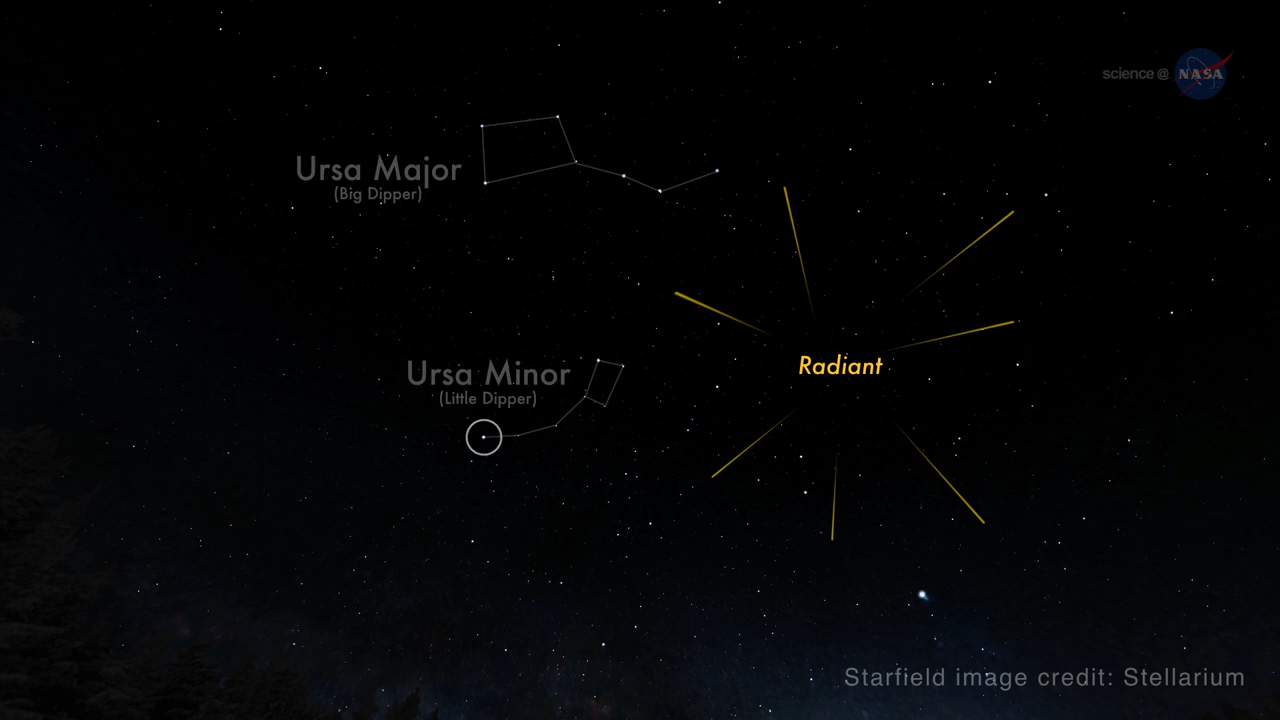 science@ NASA
Ursa Major
(Big Dipper)
Radiant
Ursa Minor
(Little Dipper)
Starfield image credit: Stellarium